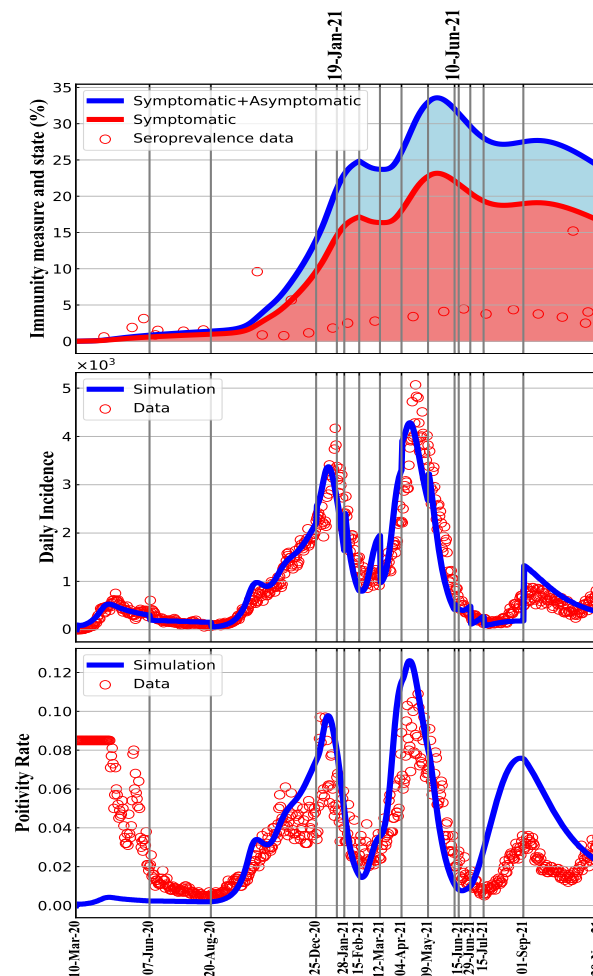 19-Jan-21
10-Jun-21
Immunity measure and state (%)
35
30
25
20
15
10
5
0
Symptomatic+Asymptomatic
Symptomatic
Seroprevalence data
×10³
Daily Incidence
5
4
3
2
1
0
Simulation
Data
Poitivity Rate
0.12
0.10
0.08
0.06
0.04
0.02
0.00
Simulation
Data
10-Mar-20
07-Jun-20
20-Aug-20
25-Dec-20
28-Jan-21
15-Feb-21
12-Mar-21
04-Apr-21
09-May-21
29-Jun-21
15-Jul-21
01-Sep-21